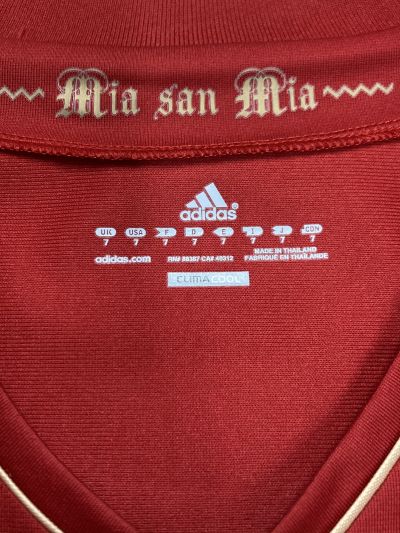 Mia san Mia
adidas
UK USA F D E I J CDN
7 7 7 7 7 7 7 7
adidas.com RN# 88387 CA# 40312 MADE IN THAILAND
FABRIQUÉ EN THAÏLANDE
CLIMACOOL